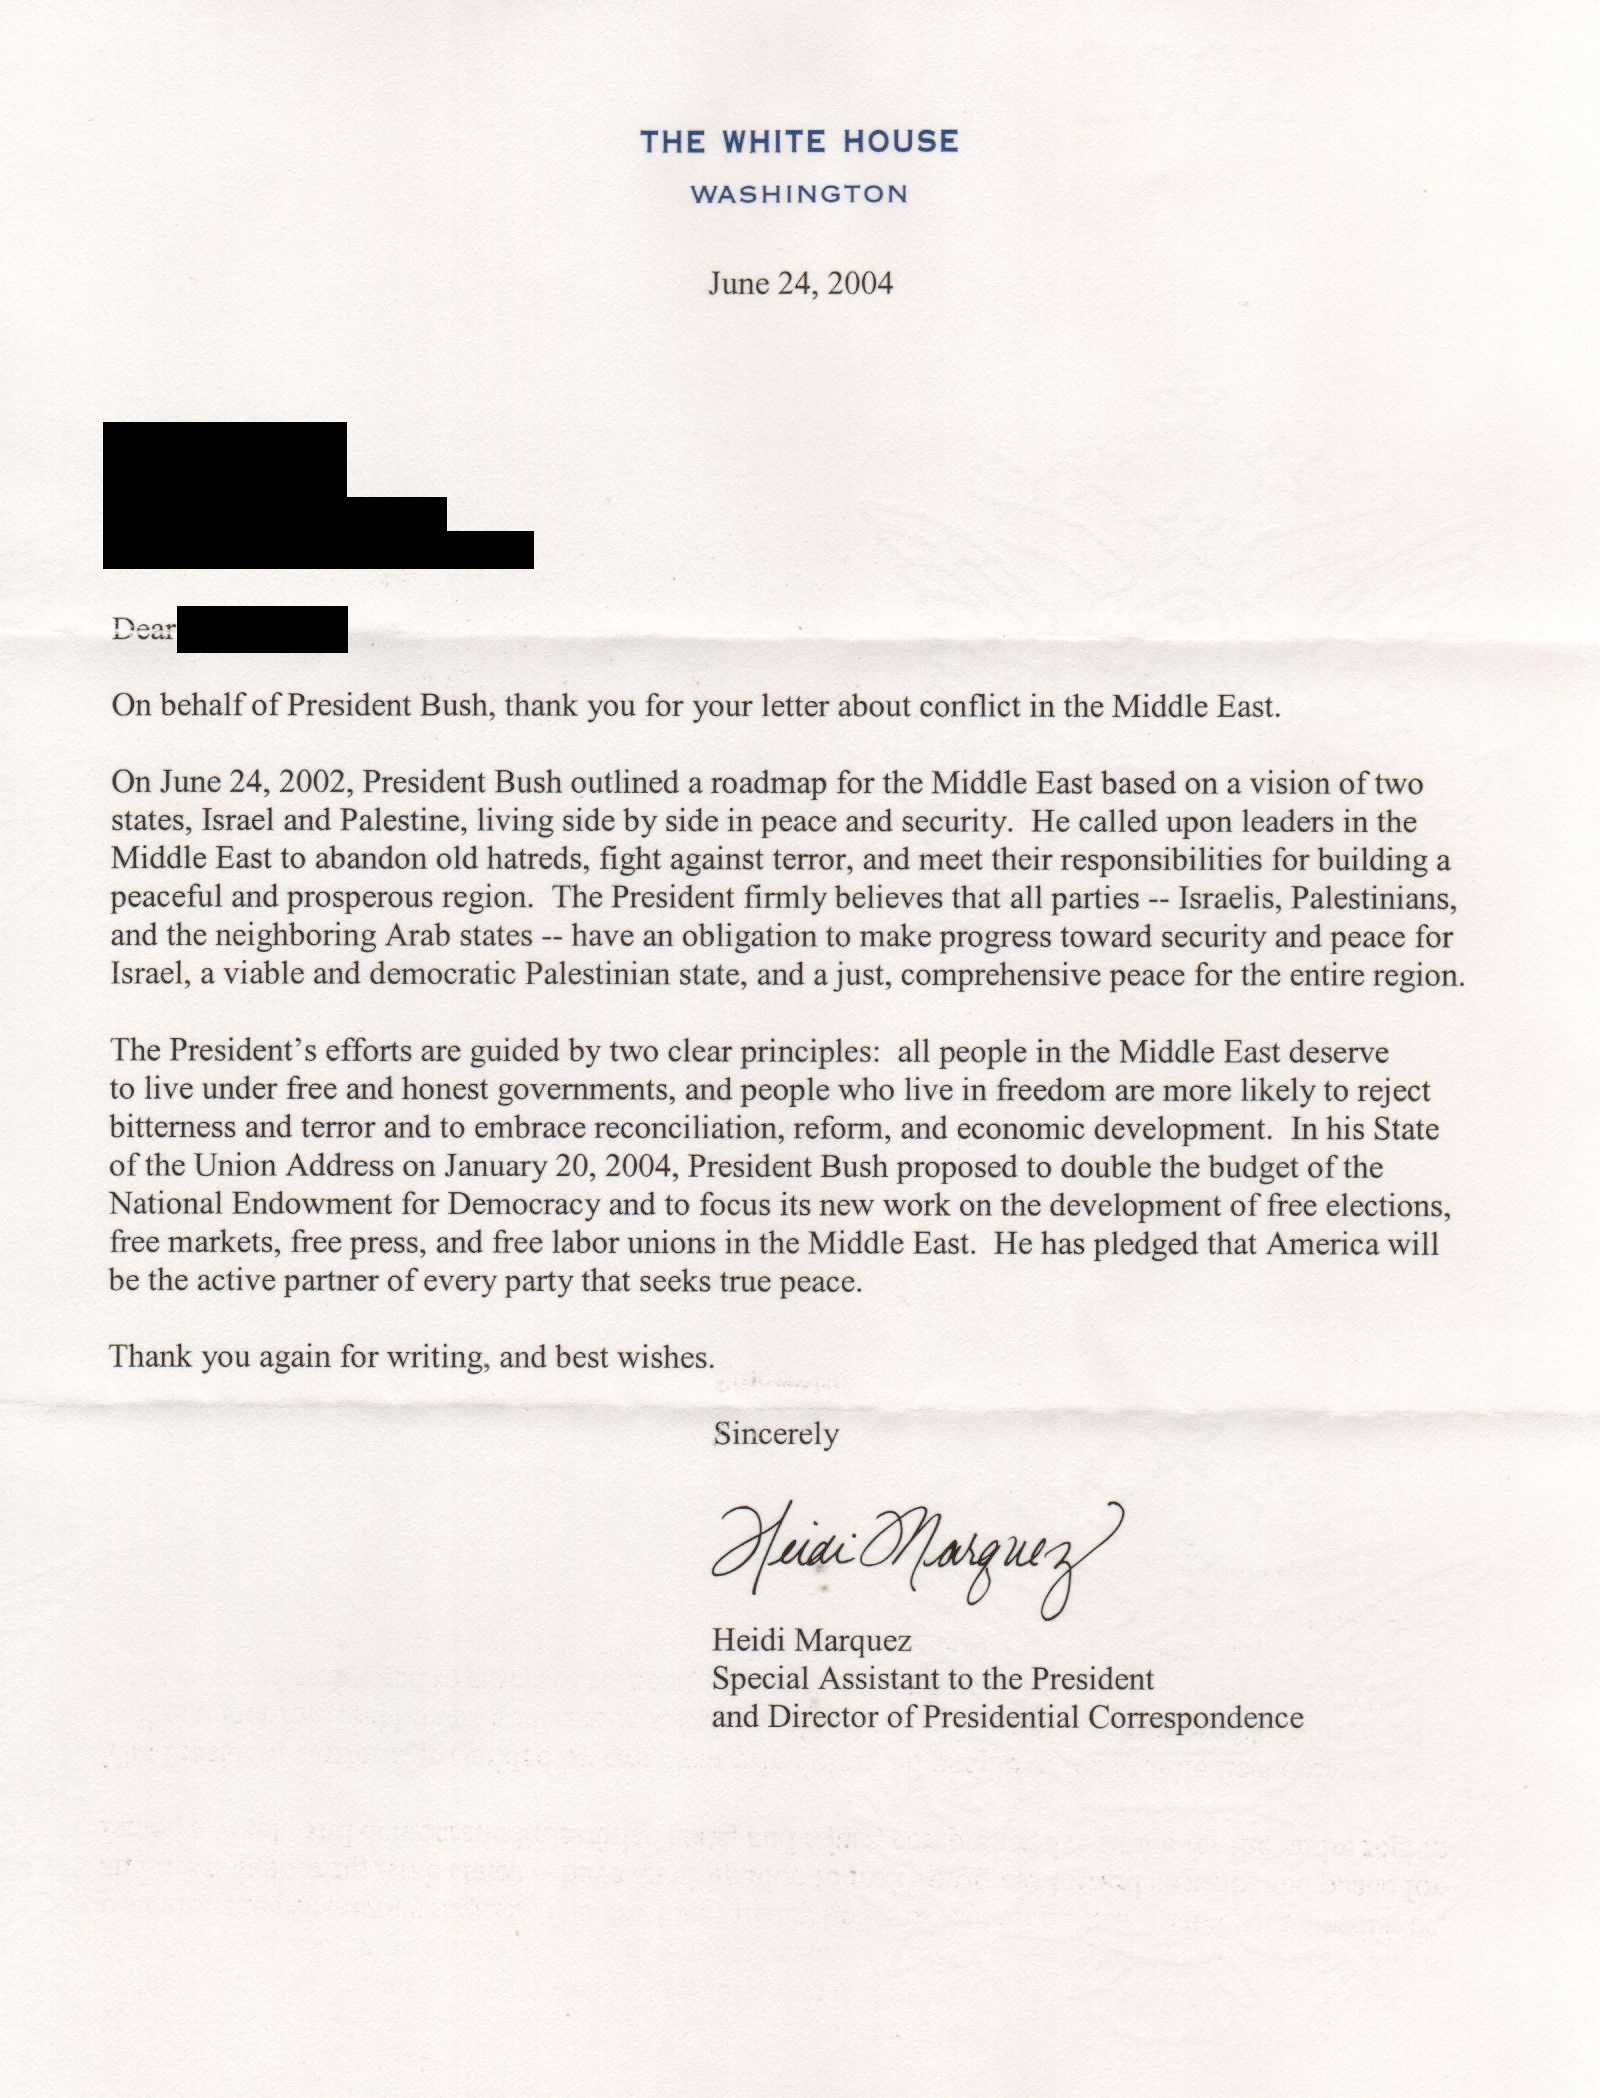 THE WHITE HOUSE
WASHINGTON
June 24, 2004
Dear
On behalf of President Bush, thank you for your letter about conflict in the Middle East.
On June 24, 2002, President Bush outlined a roadmap for the Middle East based on a vision of two
states, Israel and Palestine, living side by side in peace and security.  He called upon leaders in the
Middle East to abandon old hatreds, fight against terror, and meet their responsibilities for building a
peaceful and prosperous region.  The President firmly believes that all parties -- Israelis, Palestinians,
and the neighboring Arab states -- have an obligation to make progress toward security and peace for
Israel, a viable and democratic Palestinian state, and a just, comprehensive peace for the entire region.
The President’s efforts are guided by two clear principles:  all people in the Middle East deserve
to live under free and honest governments, and people who live in freedom are more likely to reject
bitterness and terror and to embrace reconciliation, reform, and economic development.  In his State
of the Union Address on January 20, 2004, President Bush proposed to double the budget of the
National Endowment for Democracy and to focus its new work on the development of free elections,
free markets, free press, and free labor unions in the Middle East.  He has pledged that America will
be the active partner of every party that seeks true peace.
Thank you again for writing, and best wishes.
Sincerely
Heidi Marquez
Heidi Marquez
Special Assistant to the President
and Director of Presidential Correspondence